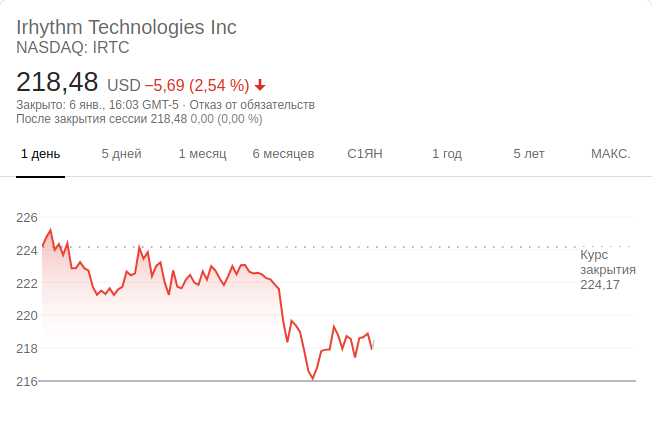 Irhythm Technologies Inc
NASDAQ: IRTC
218,48 USD −5,69 (2,54 %)
Закрыто: 6 янв., 16:03 GMT-5 · Отказ от обязательств
После закрытия сессии 218,48 0,00 (0,00 %)
1 день 5 дней 1 месяц 6 месяцев С1ЯН 1 год 5 лет МАКС.
226
224
Курс
закрытия
222
224,17
220
218
216